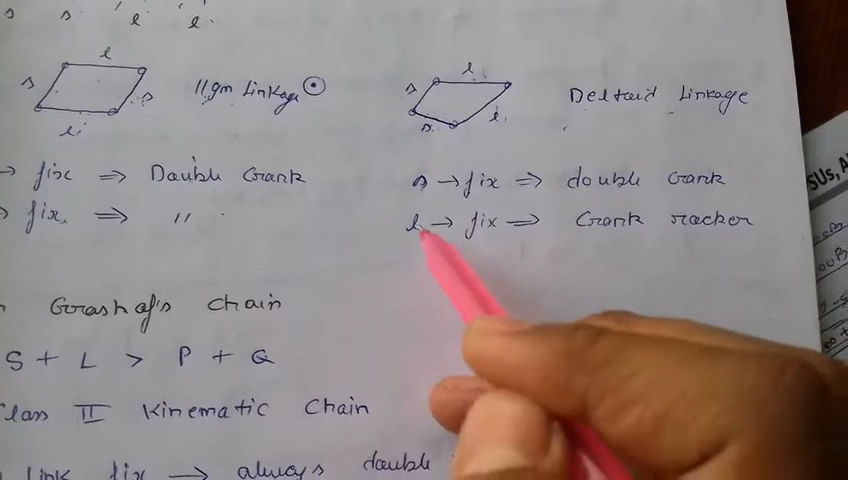 s s l l
l
s 11gm Linkage s
l
l
s Deltoid Linkage
s l
fix ⇒ Double Crank
fix ⇒ "
s → fix ⇒ double crank
l → fix ⇒ Crank rocker
Grashof's chain
S + L > P + Q
Class II Kinematic Chain
Link fix → always double